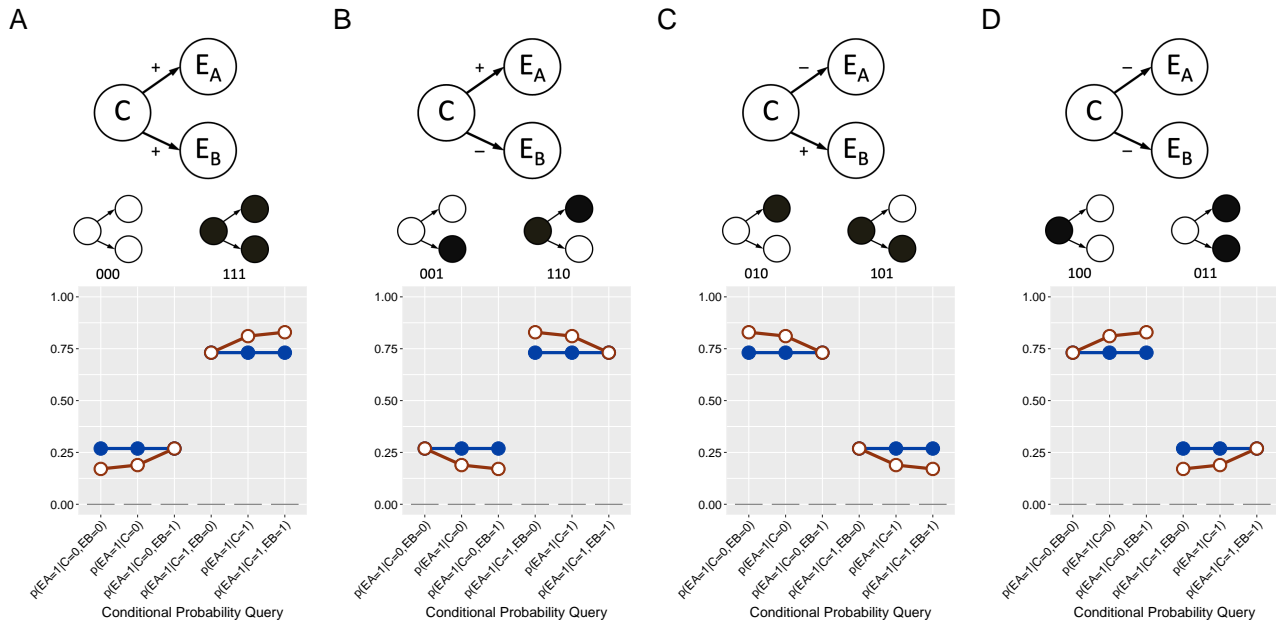 A
B
C
D
+
E_A
C
+
E_B
+
E_A
C
–
E_B
–
E_A
C
+
E_B
–
E_A
C
–
E_B
000 111
001 110
010 101
100 011
1.00
0.75
0.50
0.25
0.00
p(EA=1|C=0,EB=0)
p(EA=1|C=0)
p(EA=1|C=0,EB=1)
p(EA=1|C=1,EB=0)
p(EA=1|C=1)
p(EA=1|C=1,EB=1)
Conditional Probability Query
1.00
0.75
0.50
0.25
0.00
p(EA=1|C=0,EB=0)
p(EA=1|C=0)
p(EA=1|C=0,EB=1)
p(EA=1|C=1,EB=0)
p(EA=1|C=1)
p(EA=1|C=1,EB=1)
Conditional Probability Query
1.00
0.75
0.50
0.25
0.00
p(EA=1|C=0,EB=0)
p(EA=1|C=0)
p(EA=1|C=0,EB=1)
p(EA=1|C=1,EB=0)
p(EA=1|C=1)
p(EA=1|C=1,EB=1)
Conditional Probability Query
1.00
0.75
0.50
0.25
0.00
p(EA=1|C=0,EB=0)
p(EA=1|C=0)
p(EA=1|C=0,EB=1)
p(EA=1|C=1,EB=0)
p(EA=1|C=1)
p(EA=1|C=1,EB=1)
Conditional Probability Query